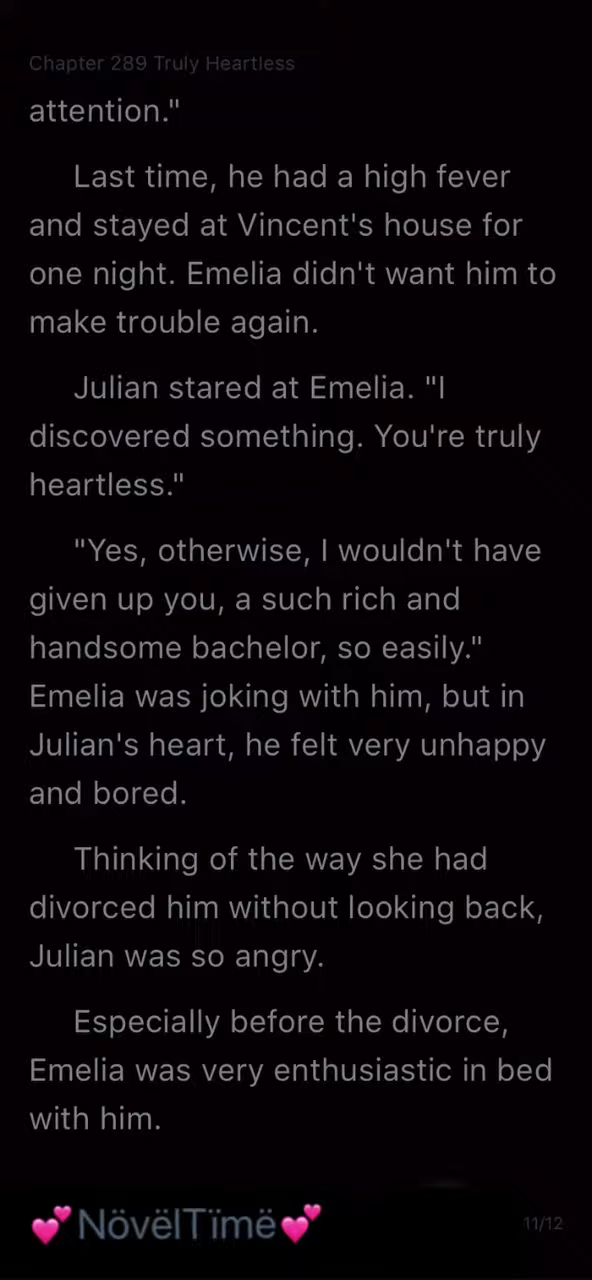 Chapter 289 Truly Heartless
attention."
Last time, he had a high fever
and stayed at Vincent's house for
one night. Emelia didn't want him to
make trouble again.
Julian stared at Emelia. "I
discovered something. You're truly
heartless."
"Yes, otherwise, I wouldn't have
given up you, a such rich and
handsome bachelor, so easily."
Emelia was joking with him, but in
Julian's heart, he felt very unhappy
and bored.
Thinking of the way she had
divorced him without looking back,
Julian was so angry.
Especially before the divorce,
Emelia was very enthusiastic in bed
with him.
💕NövëlTïmë💕
11/12